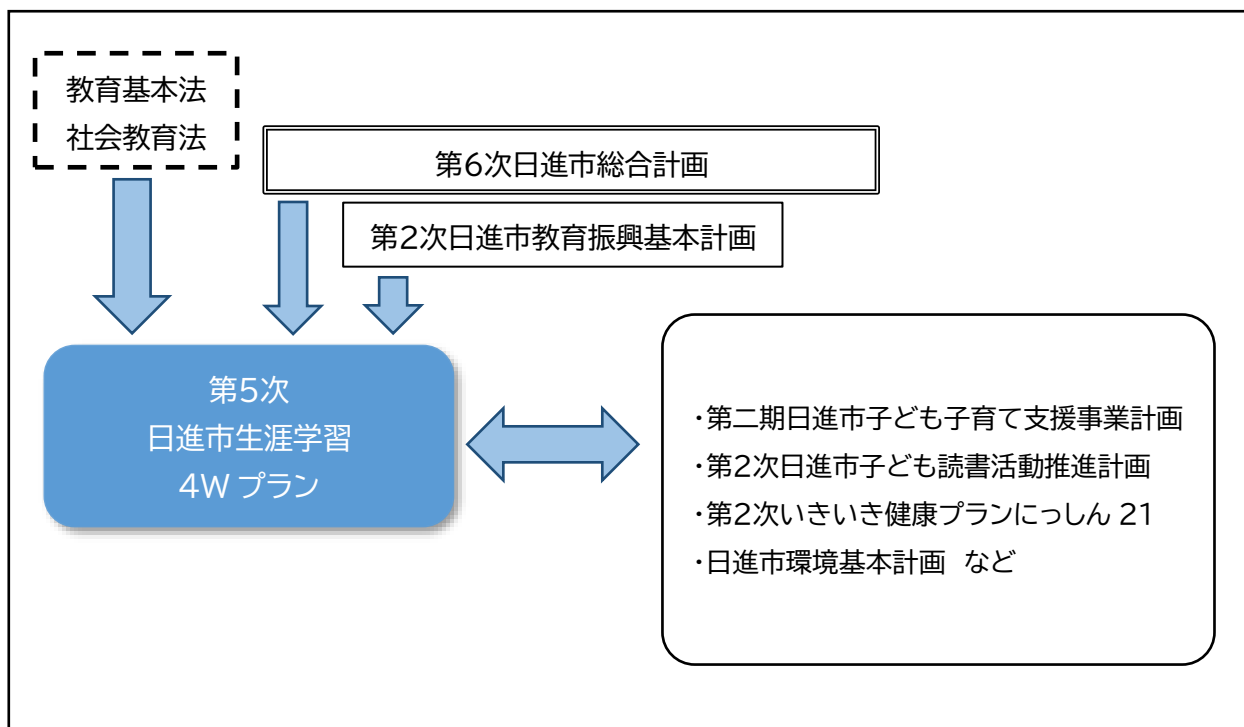 教育基本法
社会教育法
第6次日進市総合計画
第2次日進市教育振興基本計画
第5次
日進市生涯学習
4W プラン
・第二期日進市子ども子育て支援事業計画
・第2次日進市子ども読書活動推進計画
・第2次いきいき健康プランにっしん 21
・日進市環境基本計画　など